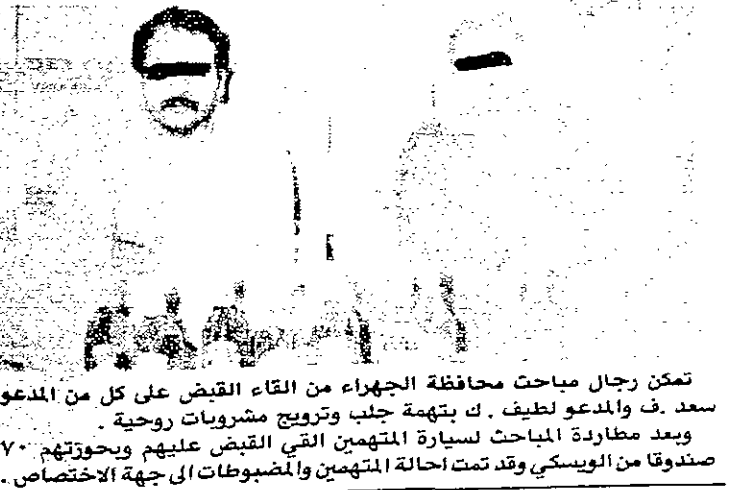 تمكن رجال مباحث محافظة الجهراء من القاء القبض على كل من المدعو
سعد .ف والمدعو لطيف . ك بتهمة جلب وترويج مشروبات روحية .
وبعد مطاردة المباحث لسيارة المتهمين القي القبض عليهم وبحوزتهم ٧٠
صندوقا من الويسكي وقد تمت احالة المتهمين والمضبوطات الى جهة الاختصاص .